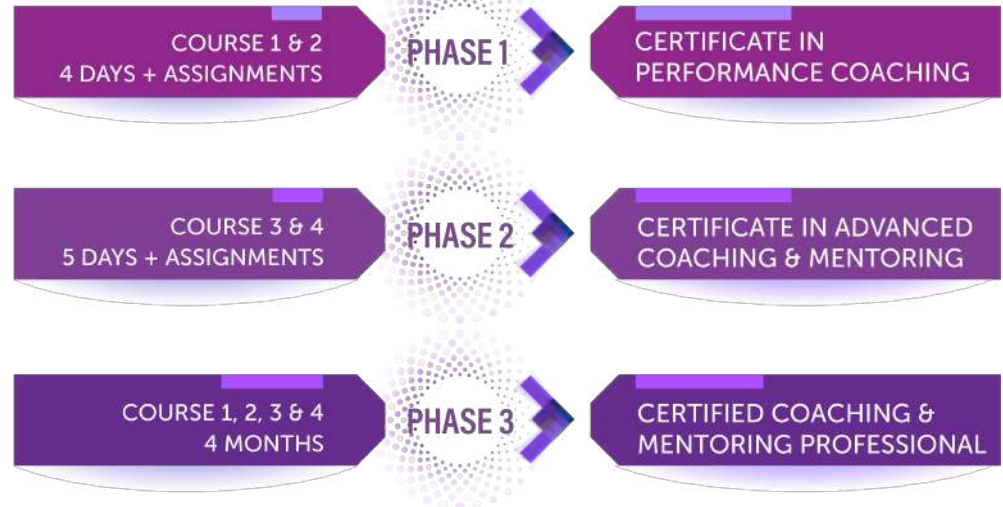 COURSE 1 & 2
4 DAYS + ASSIGNMENTS
PHASE 1
CERTIFICATE IN
PERFORMANCE COACHING
COURSE 3 & 4
5 DAYS + ASSIGNMENTS
PHASE 2
CERTIFICATE IN ADVANCED
COACHING & MENTORING
COURSE 1, 2, 3 & 4
4 MONTHS
PHASE 3
CERTIFIED COACHING &
MENTORING PROFESSIONAL